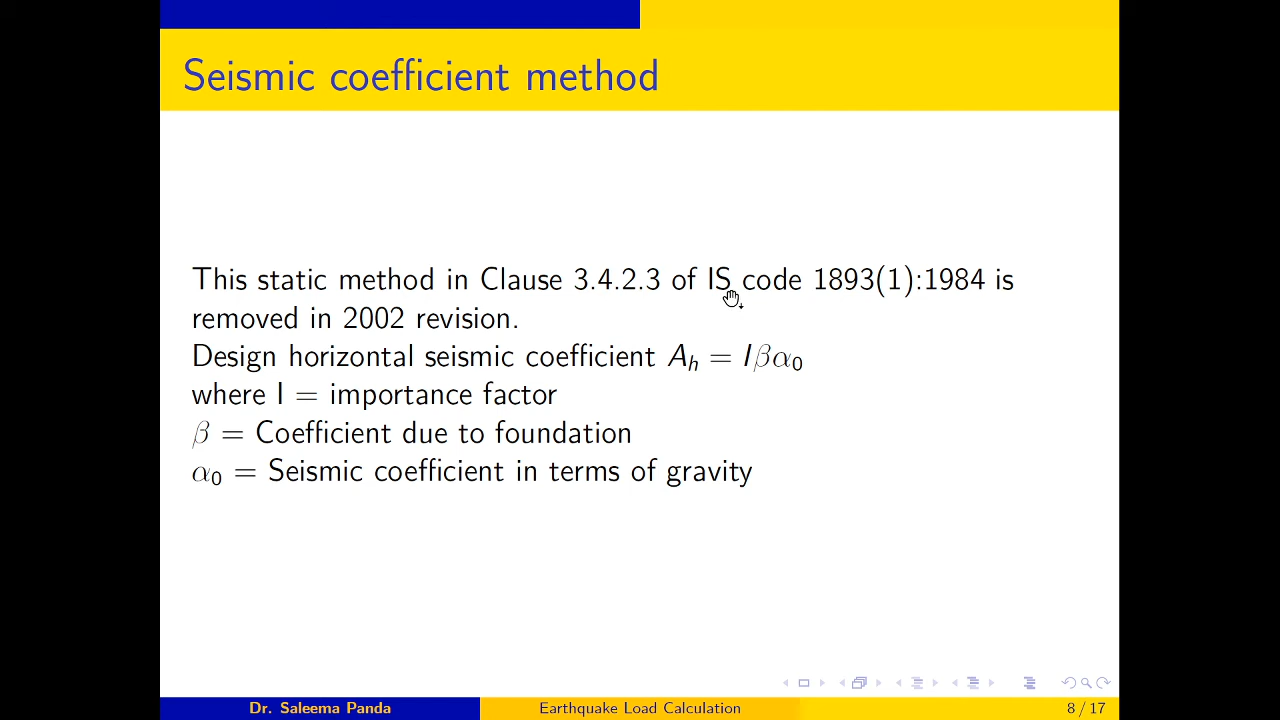 Seismic coefficient method
This static method in Clause 3.4.2.3 of IS code 1893(1):1984 is
removed in 2002 revision.
Design horizontal seismic coefficient Aₕ = Iβα₀
where I = importance factor
β = Coefficient due to foundation
α₀ = Seismic coefficient in terms of gravity
Dr. Saleema Panda
Earthquake Load Calculation
8 / 17